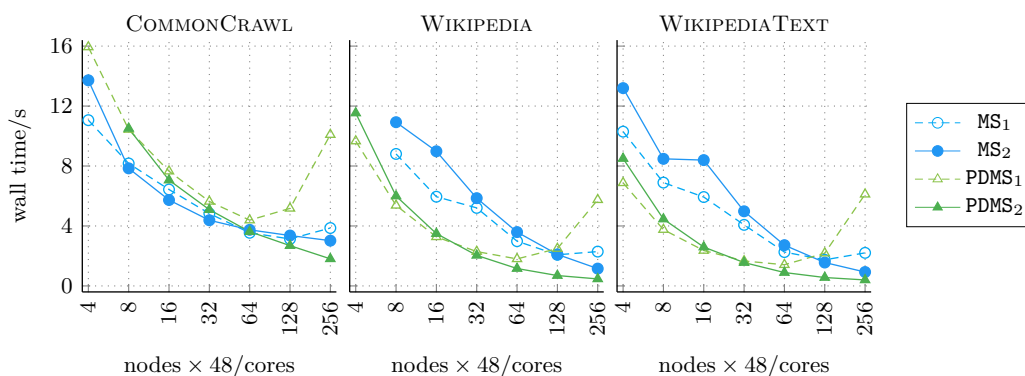 COMMONCRAWL
WIKIPEDIA
WIKIPEDIATEXT
wall time/s
16
12
8
4
0
4 8 16 32 64 128 256
4 8 16 32 64 128 256
4 8 16 32 64 128 256
nodes × 48/cores
nodes × 48/cores
nodes × 48/cores
MS₁
MS₂
PDMS₁
PDMS₂